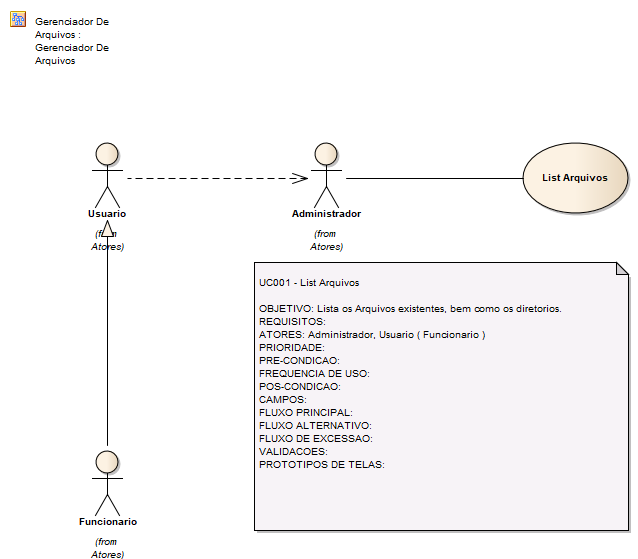 Gerenciador De
Arquivos :
Gerenciador De
Arquivos
Usuario
(from
Atores)
Administrador
(from
Atores)
List Arquivos
UC001 - List Arquivos
OBJETIVO: Lista os Arquivos existentes, bem como os diretorios.
REQUISITOS:
ATORES: Administrador, Usuario ( Funcionario )
PRIORIDADE:
PRE-CONDICAO:
FREQUENCIA DE USO:
POS-CONDICAO:
CAMPOS:
FLUXO PRINCIPAL:
FLUXO ALTERNATIVO:
FLUXO DE EXCESSAO:
VALIDACOES:
PROTOTIPOS DE TELAS:
Funcionario
(from
Atores)